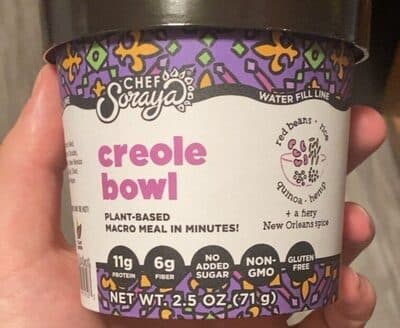 CHEF
Soraya
WATER FILL LINE
creole
bowl
PLANT-BASED
MACRO MEAL IN MINUTES!
red beans · rice
quinoa · hemp
+ a fiery
New Orleans spice
11g
PROTEIN
6g
FIBER
NO
ADDED
SUGAR
NON-
GMO
GLUTEN
FREE
NET WT. 2.5 OZ (71 g)